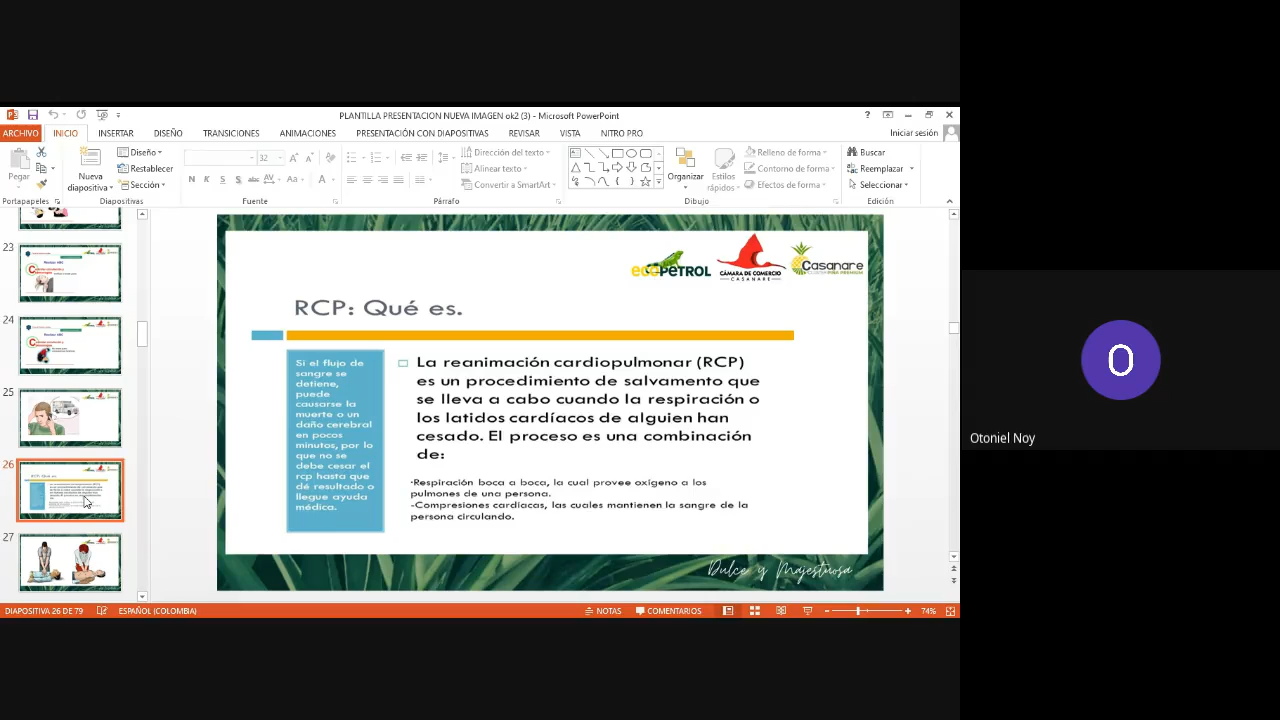 PLANTILLA PRESENTACION NUEVA IMAGEN ok2 (3) - Microsoft PowerPoint
ARCHIVO INICIO INSERTAR DISEÑO TRANSICIONES ANIMACIONES PRESENTACIÓN CON DIAPOSITIVAS REVISAR VISTA NITRO PRO Iniciar sesión
Pegar
Nueva diapositiva
Diseño
Restablecer
Sección
32
N K S S abc AV Aa A
Dirección del texto
Alinear texto
Convertir a SmartArt
Organizar
Estilos rápidos
Relleno de forma
Contorno de forma
Efectos de forma
Buscar
Reemplazar
Seleccionar
Portapapeles Diapositivas Fuente Párrafo Dibujo Edición
23
24
25
26
RCP: Qué es.
27
ecoPETROL
CÁMARA DE COMERCIO
CASANARE
Casanare
RCP: Qué es.
Si el flujo de
sangre se
detiene,
puede
causarse la
muerte o un
daño cerebral
en pocos
minutos, por lo
que no se
debe cesar el
rcp hasta que
dé resultado o
llegue ayuda
médica.
La reanimación cardiopulmonar (RCP)
es un procedimiento de salvamento que
se lleva a cabo cuando la respiración o
los latidos cardíacos de alguien han
cesado. El proceso es una combinación
de:
·Respiración boca a boca, la cual provee oxígeno a los
pulmones de una persona.
-Compresiones cardíacas, las cuales mantienen la sangre de la
persona circulando.
Dulce y Majestuosa
DIAPOSITIVA 26 DE 79 ESPAÑOL (COLOMBIA) NOTAS COMENTARIOS 74%
O
Otoniel Noy